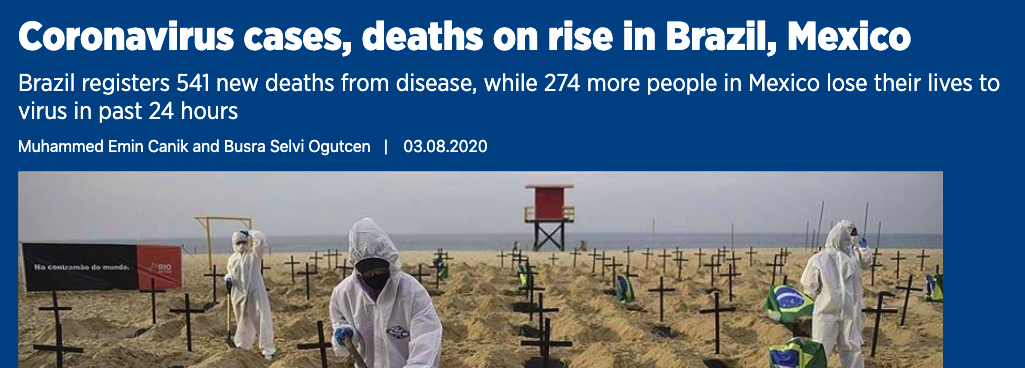 Coronavirus cases, deaths on rise in Brazil, Mexico
Brazil registers 541 new deaths from disease, while 274 more people in Mexico lose their lives to
virus in past 24 hours
Muhammed Emin Canik and Busra Selvi Ogutcen | 03.08.2020
Na contramão do mundo.
RIO